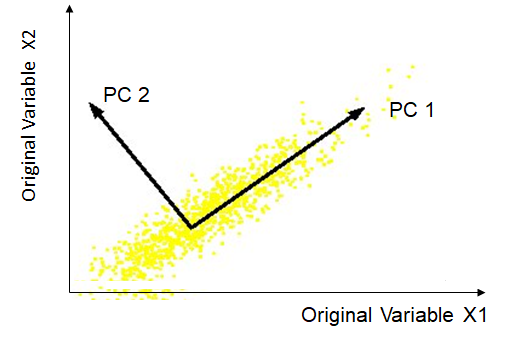 PC 2
PC 1
Original Variable X2
Original Variable X1